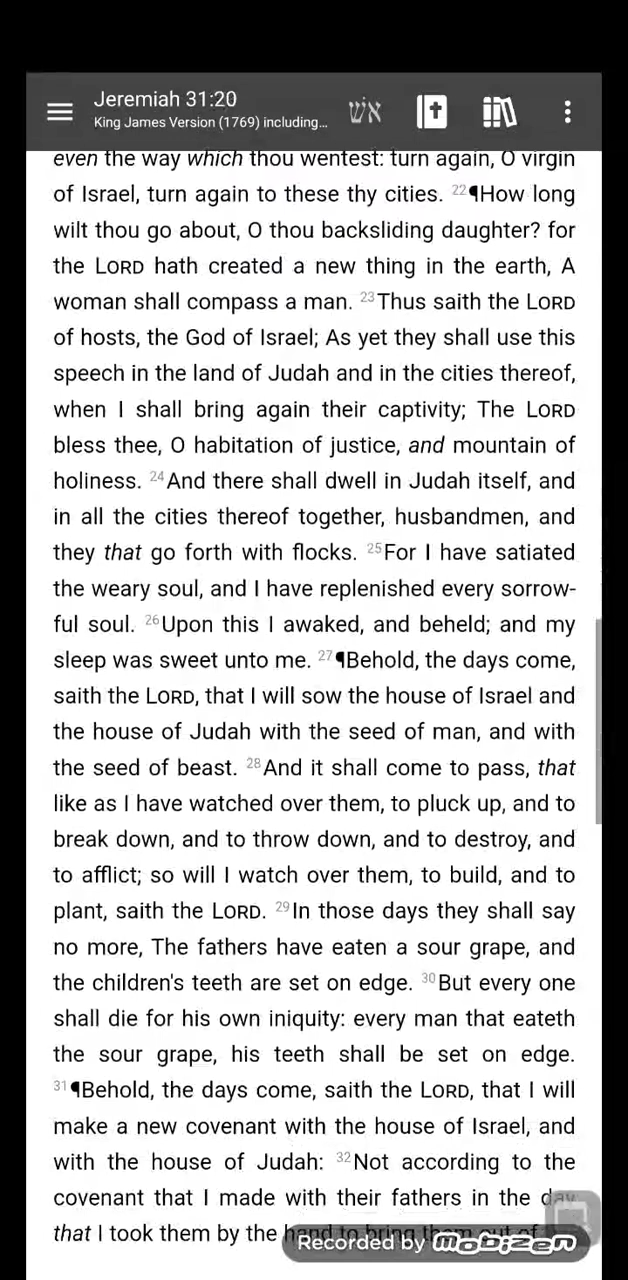 Jeremiah 31:20
King James Version (1769) including...
אש
even the way which thou wentest: turn again, O virgin
of Israel, turn again to these thy cities. 22¶How long
wilt thou go about, O thou backsliding daughter? for
the LORD hath created a new thing in the earth, A
woman shall compass a man. 23Thus saith the LORD
of hosts, the God of Israel; As yet they shall use this
speech in the land of Judah and in the cities thereof,
when I shall bring again their captivity; The LORD
bless thee, O habitation of justice, and mountain of
holiness. 24And there shall dwell in Judah itself, and
in all the cities thereof together, husbandmen, and
they that go forth with flocks. 25For I have satiated
the weary soul, and I have replenished every sorrow-
ful soul. 26Upon this I awaked, and beheld; and my
sleep was sweet unto me. 27¶Behold, the days come,
saith the LORD, that I will sow the house of Israel and
the house of Judah with the seed of man, and with
the seed of beast. 28And it shall come to pass, that
like as I have watched over them, to pluck up, and to
break down, and to throw down, and to destroy, and
to afflict; so will I watch over them, to build, and to
plant, saith the LORD. 29In those days they shall say
no more, The fathers have eaten a sour grape, and
the children's teeth are set on edge. 30But every one
shall die for his own iniquity: every man that eateth
the sour grape, his teeth shall be set on edge.
31¶Behold, the days come, saith the LORD, that I will
make a new covenant with the house of Israel, and
with the house of Judah: 32Not according to the
covenant that I made with their fathers in the day
that I took them by the hand to bring them out of
Recorded by mobizen